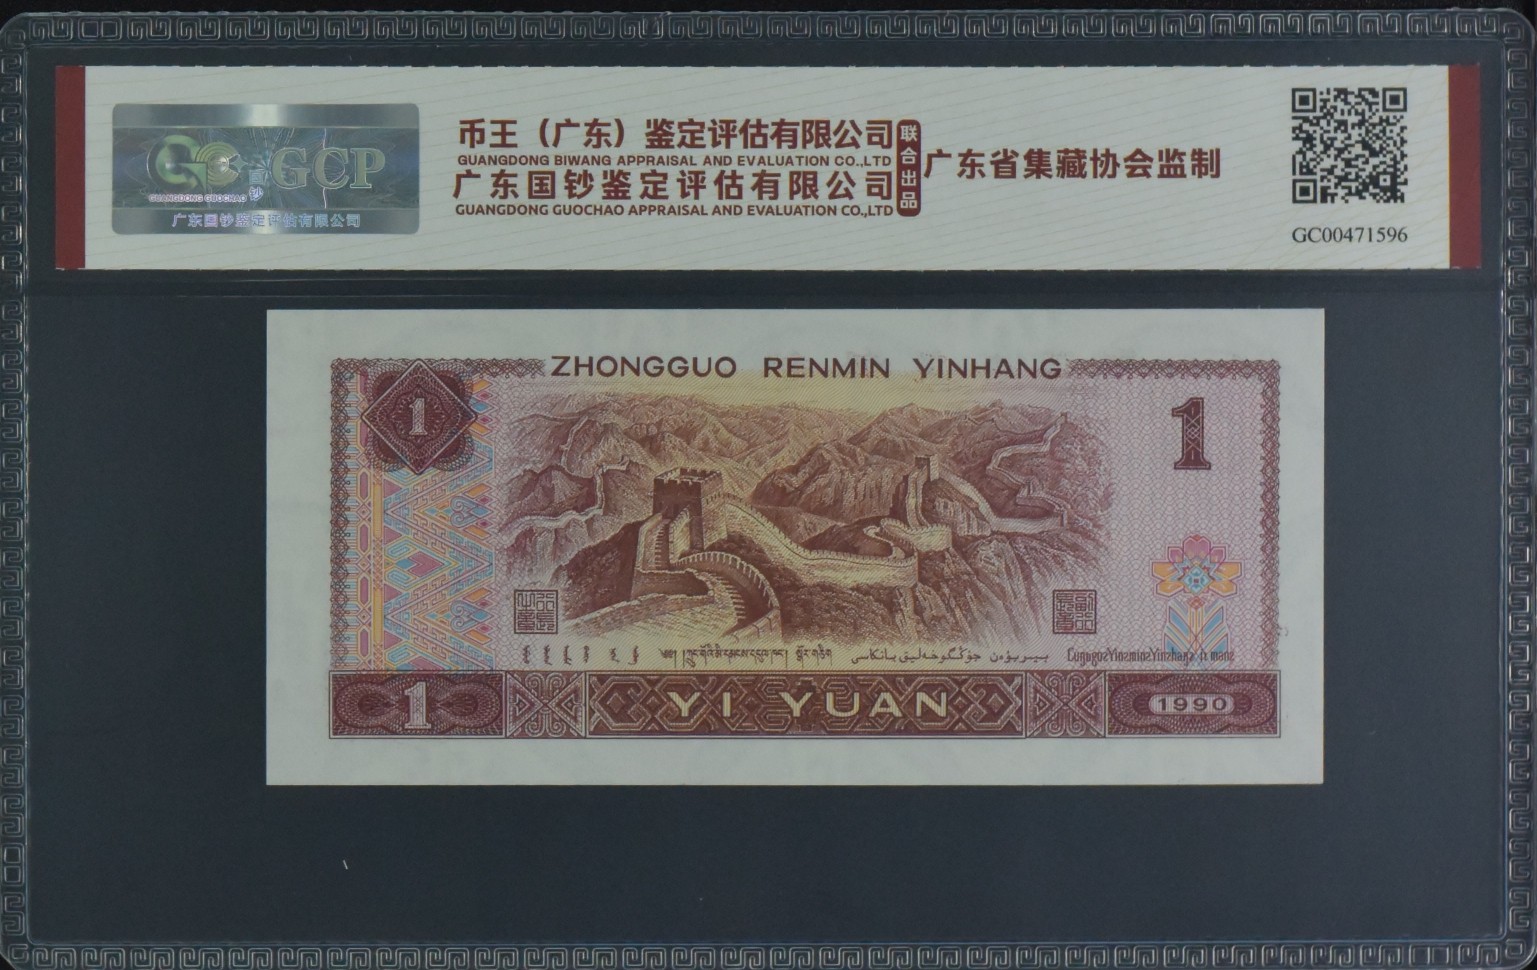 GCP
GUANGDONG GUOCHAO
钞
广东国钞鉴定评估有限公司
币王（广东）鉴定评估有限公司
GUANGDONG BIWANG APPRAISAL AND EVALUATION CO.,LTD
广东国钞鉴定评估有限公司
GUANGDONG GUOCHAO APPRAISAL AND EVALUATION CO.,LTD
联合出品
广东省集藏协会监制
GC00471596
ZHONGGUO RENMIN YINHANG
1
1
1
YI YUAN
1990